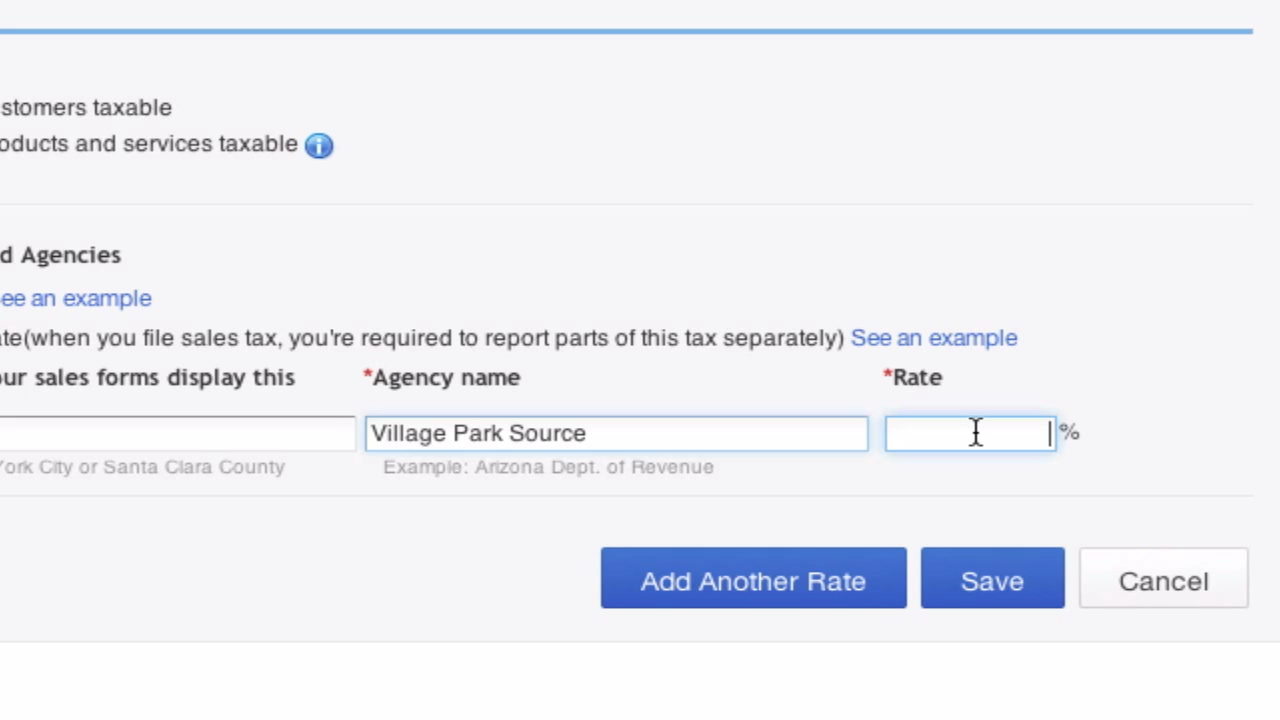 stomers taxable
oducts and services taxable
d Agencies
ee an example
ate(when you file sales tax, you're required to report parts of this tax separately) See an example
our sales forms display this *Agency name *Rate
Village Park Source %
York City or Santa Clara County Example: Arizona Dept. of Revenue
Add Another Rate Save Cancel